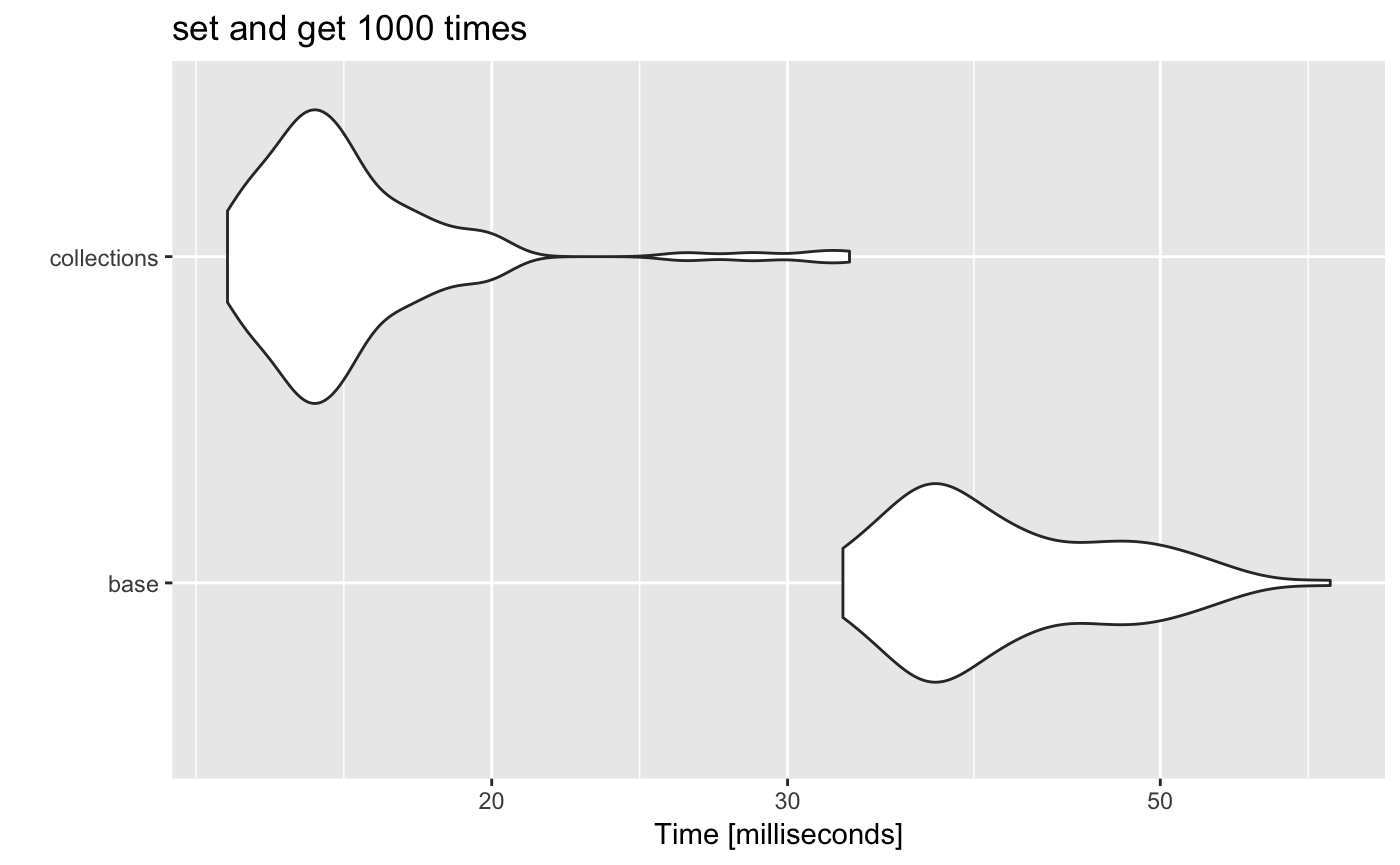 set and get 1000 times
collections
base
20
30
50
Time [milliseconds]